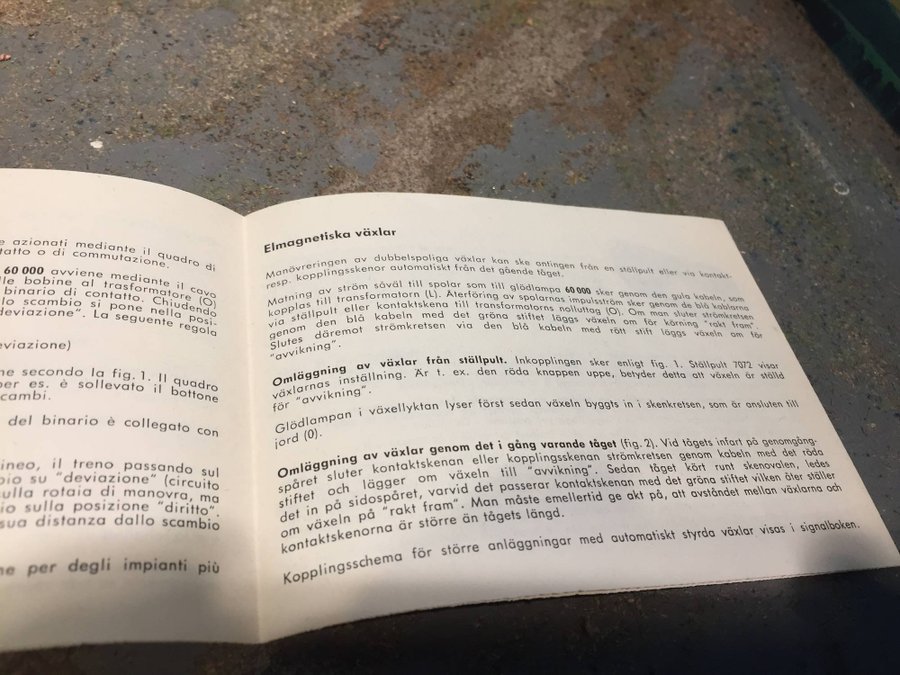 e azionati mediante il quadro di
tatto o di commutazione.
60 000 avviene mediante il cavo
lle bobine al trasformatore (O)
binario di contatto. Chiudendo
lo scambio si pone nella posi-
deviazione". La seguente regola
deviazione)
ne secondo la fig. 1. Il quadro
per es. è sollevato il bottone
scambi.
del binario è collegato con
ineo, il treno passando sul
bio su "deviazione" (circuito
ulla rotaia di manovra, ma
io sulla posizione "diritto".
sua distanza dallo scambio
ne per degli impianti più
Elmagnetiska växlar
Manövreringen av dubbelspoliga växlar kan ske antingen från en ställpult eller via kontakt-
resp. kopplingsskenor automatiskt från det gående tåget.
Matning av ström såväl till spolar som till glödlampa 60 000 sker genom den gula kabeln, som
kopplas till transformatorn (L). Återföring av spolarnas impulsström sker genom de blå kablarna
via ställpult eller kontaktskena till transformatorns nolluttag (O). Om man sluter strömkretsen
genom den blå kabeln med det gröna stiftet läggs växeln om för körning "rakt fram".
Slutes däremot strömkretsen via den blå kabeln med rött stift läggs växeln om för
"avvikning".
Omläggning av växlar från ställpult. Inkopplingen sker enligt fig. 1. Ställpult 7072 visar
växlarnas inställning. Är t. ex. den röda knappen uppe, betyder detta att växeln är ställd
för "avvikning".
Glödlampan i växellyktan lyser först sedan växeln byggts in i skenkretsen, som är ansluten till
jord (0).
Omläggning av växlar genom det i gång varande tåget (fig. 2). Vid tågets infart på genomgång-
spåret sluter kontaktskenan eller kopplingsskenan strömkretsen genom kabeln med det röda
stiftet och lägger om växeln till "avvikning". Sedan tåget kört runt skenovalen, ledes
det in på sidospåret, varvid det passerar kontaktskenan med det gröna stiftet vilken åter ställer
om växeln på "rakt fram". Man måste emellertid ge akt på, att avståndet mellan växlarna och
kontaktskenorna är större än tågets längd.
Kopplingsschema för större anläggningar med automatiskt styrda växlar visas i signalboken.